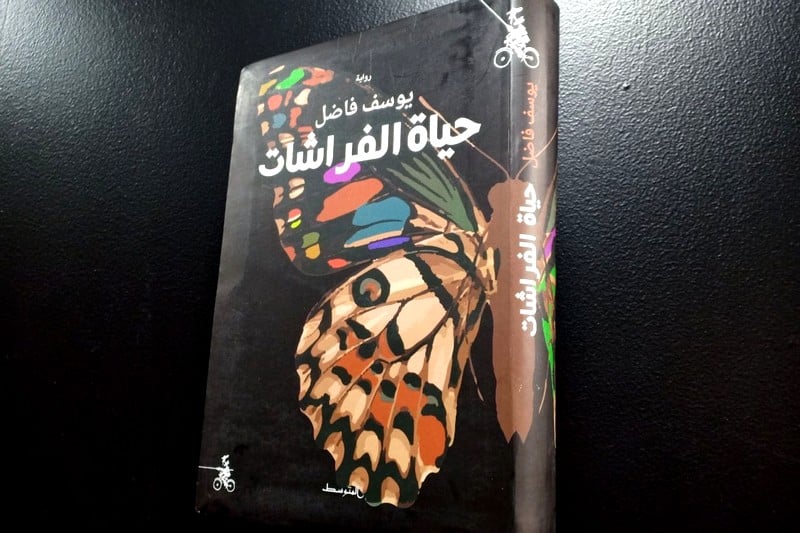 رواية
يوسف فاضل
حياة الفراشات
المتوسط
يوسف فاضل
حياة الفراشات